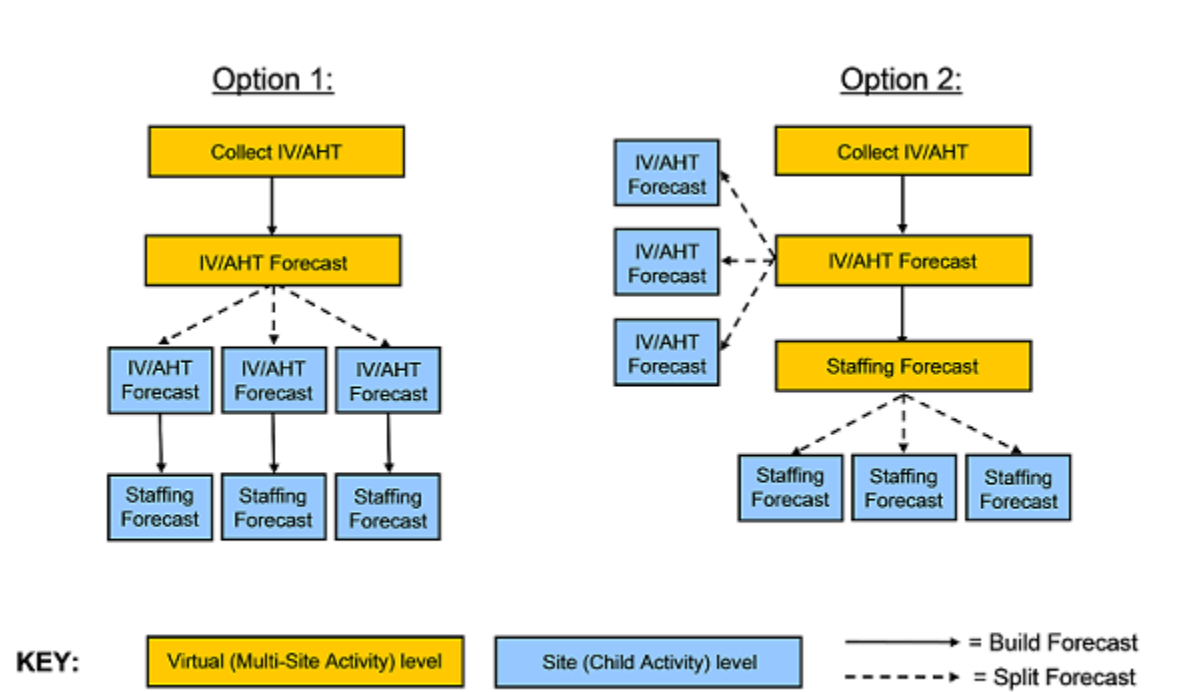 Option 1:
Collect IV/AHT
IV/AHT Forecast
IV/AHT
Forecast
IV/AHT
Forecast
IV/AHT
Forecast
Staffing
Forecast
Staffing
Forecast
Staffing
Forecast
Option 2:
Collect IV/AHT
IV/AHT
Forecast
IV/AHT
Forecast
IV/AHT
Forecast
IV/AHT Forecast
Staffing Forecast
Staffing
Forecast
Staffing
Forecast
Staffing
Forecast
KEY:
Virtual (Multi-Site Activity) level
Site (Child Activity) level
= Build Forecast
= Split Forecast